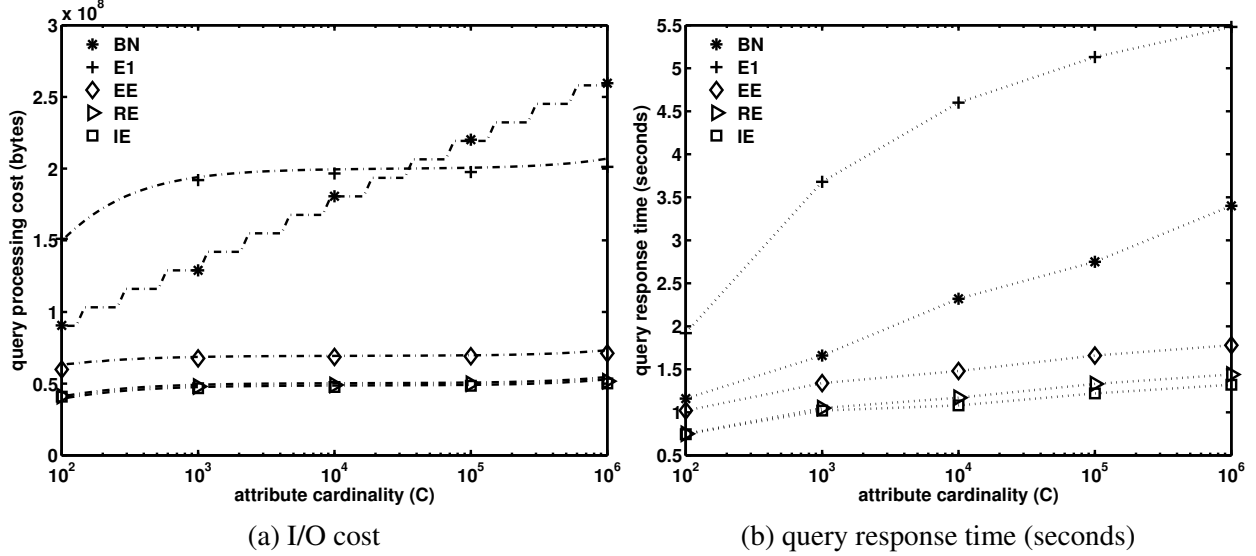 3 x 10^8
2.5
2
1.5
1
0.5
0
query processing cost (bytes)
BN
E1
EE
RE
IE
10^2 10^3 10^4 10^5 10^6
attribute cardinality (C)
(a) I/O cost
5.5
5
4.5
4
3.5
3
2.5
2
1.5
1
0.5
query response time (seconds)
BN
E1
EE
RE
IE
10^2 10^3 10^4 10^5 10^6
attribute cardinality (C)
(b) query response time (seconds)